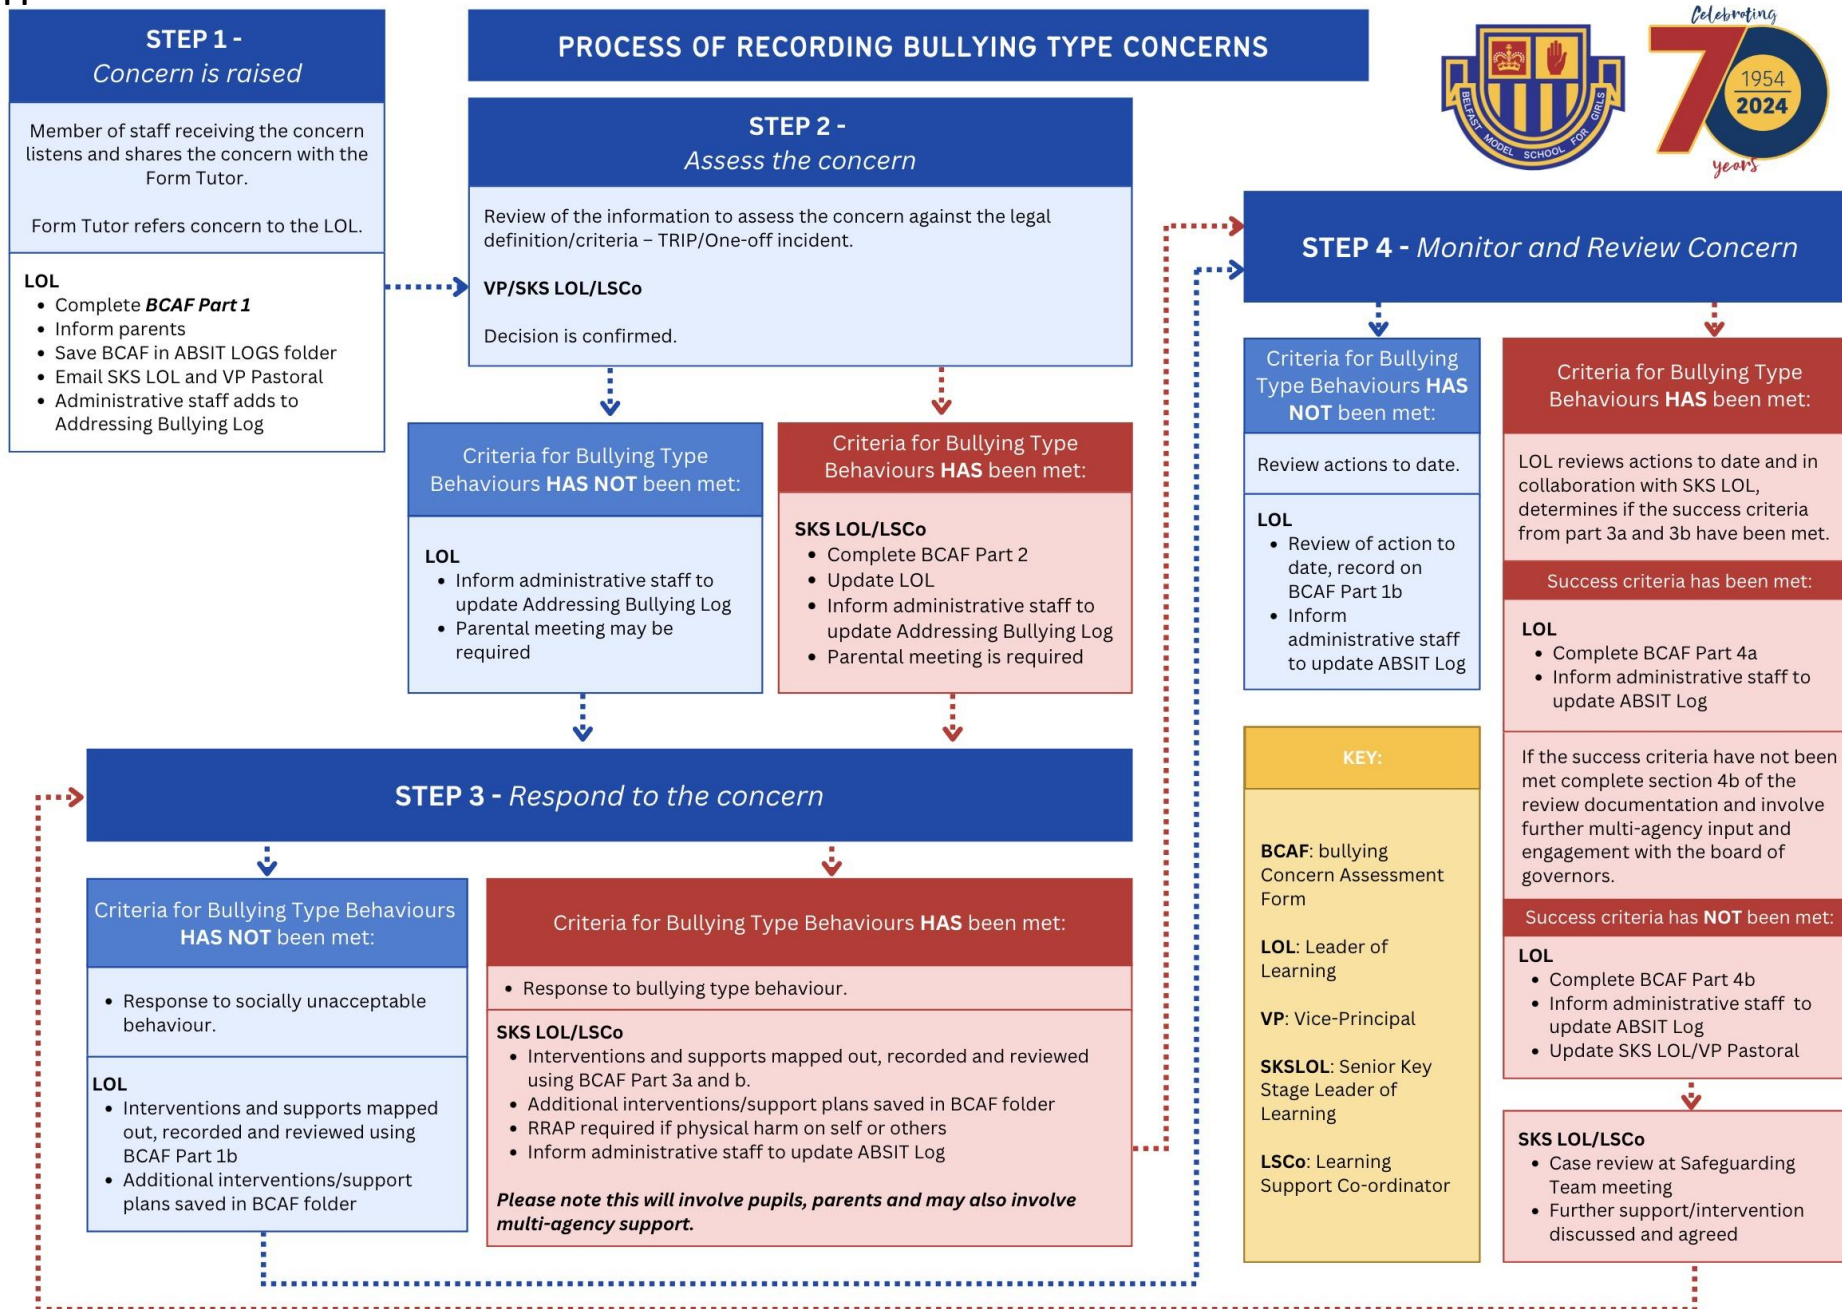 STEP 1 -
Concern is raised
Member of staff receiving the concern
listens and shares the concern with the
Form Tutor.
Form Tutor refers concern to the LOL.
LOL
• Complete BCAF Part 1
• Inform parents
• Save BCAF in ABSIT LOGS folder
• Email SKS LOL and VP Pastoral
• Administrative staff adds to
Addressing Bullying Log
PROCESS OF RECORDING BULLYING TYPE CONCERNS
BELFAST MODEL SCHOOL FOR GIRLS
Celebrating
70
1954
2024
years
STEP 2 -
Assess the concern
Review of the information to assess the concern against the legal
definition/criteria – TRIP/One-off incident.
VP/SKS LOL/LSCo
Decision is confirmed.
Criteria for Bullying Type
Behaviours HAS NOT been met:
LOL
• Inform administrative staff to
update Addressing Bullying Log
• Parental meeting may be
required
Criteria for Bullying Type
Behaviours HAS been met:
SKS LOL/LSCo
• Complete BCAF Part 2
• Update LOL
• Inform administrative staff to
update Addressing Bullying Log
• Parental meeting is required
STEP 3 - Respond to the concern
Criteria for Bullying Type Behaviours
HAS NOT been met:
• Response to socially unacceptable
behaviour.
LOL
• Interventions and supports mapped
out, recorded and reviewed using
BCAF Part 1b
• Additional interventions/support
plans saved in BCAF folder
Criteria for Bullying Type Behaviours HAS been met:
• Response to bullying type behaviour.
SKS LOL/LSCo
• Interventions and supports mapped out, recorded and reviewed
using BCAF Part 3a and b.
• Additional interventions/support plans saved in BCAF folder
• RRAP required if physical harm on self or others
• Inform administrative staff to update ABSIT Log
Please note this will involve pupils, parents and may also involve
multi-agency support.
STEP 4 - Monitor and Review Concern
Criteria for Bullying
Type Behaviours HAS
NOT been met:
Review actions to date.
LOL
• Review of action to
date, record on
BCAF Part 1b
• Inform
administrative staff
to update ABSIT Log
Criteria for Bullying Type
Behaviours HAS been met:
LOL reviews actions to date and in
collaboration with SKS LOL,
determines if the success criteria
from part 3a and 3b have been met.
Success criteria has been met:
LOL
• Complete BCAF Part 4a
• Inform administrative staff to
update ABSIT Log
If the success criteria have not been
met complete section 4b of the
review documentation and involve
further multi-agency input and
engagement with the board of
governors.
Success criteria has NOT been met:
LOL
• Complete BCAF Part 4b
• Inform administrative staff to
update ABSIT Log
• Update SKS LOL/VP Pastoral
SKS LOL/LSCo
• Case review at Safeguarding
Team meeting
• Further support/intervention
discussed and agreed
KEY:
BCAF: bullying
Concern Assessment
Form
LOL: Leader of
Learning
VP: Vice-Principal
SKSLOL: Senior Key
Stage Leader of
Learning
LSCo: Learning
Support Co-ordinator